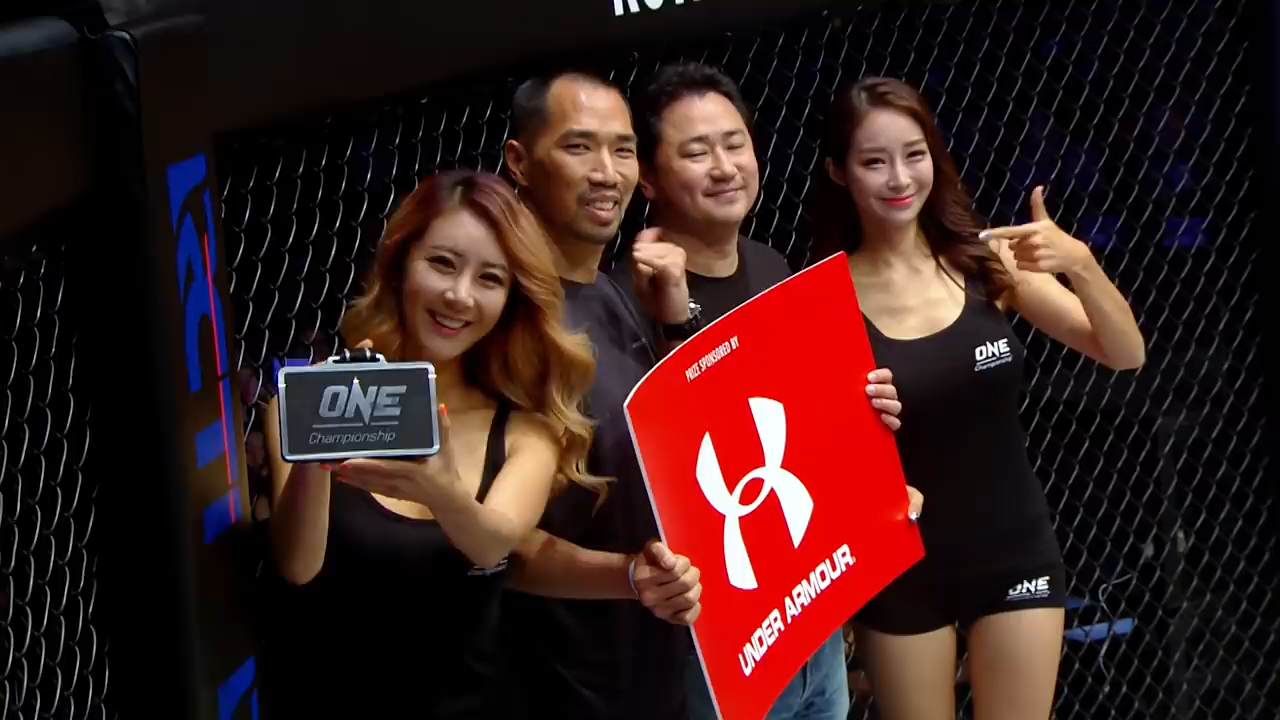 ONE
Championship
PRIZE SPONSORED BY
UNDER ARMOUR
ONE
Championship
ONE